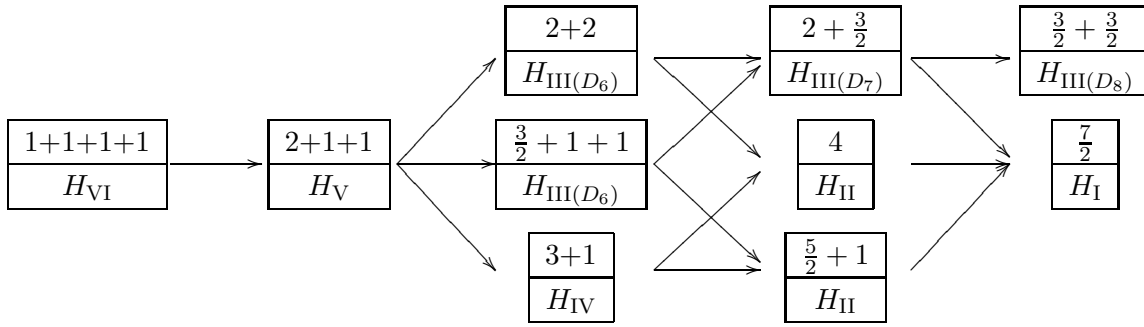 1+1+1+1
H_VI
2+1+1
H_V
2+2
H_III(D_6)
3/2 + 1 + 1
H_III(D_6)
3+1
H_IV
2 + 3/2
H_III(D_7)
4
H_II
5/2 + 1
H_II
3/2 + 3/2
H_III(D_8)
7/2
H_I